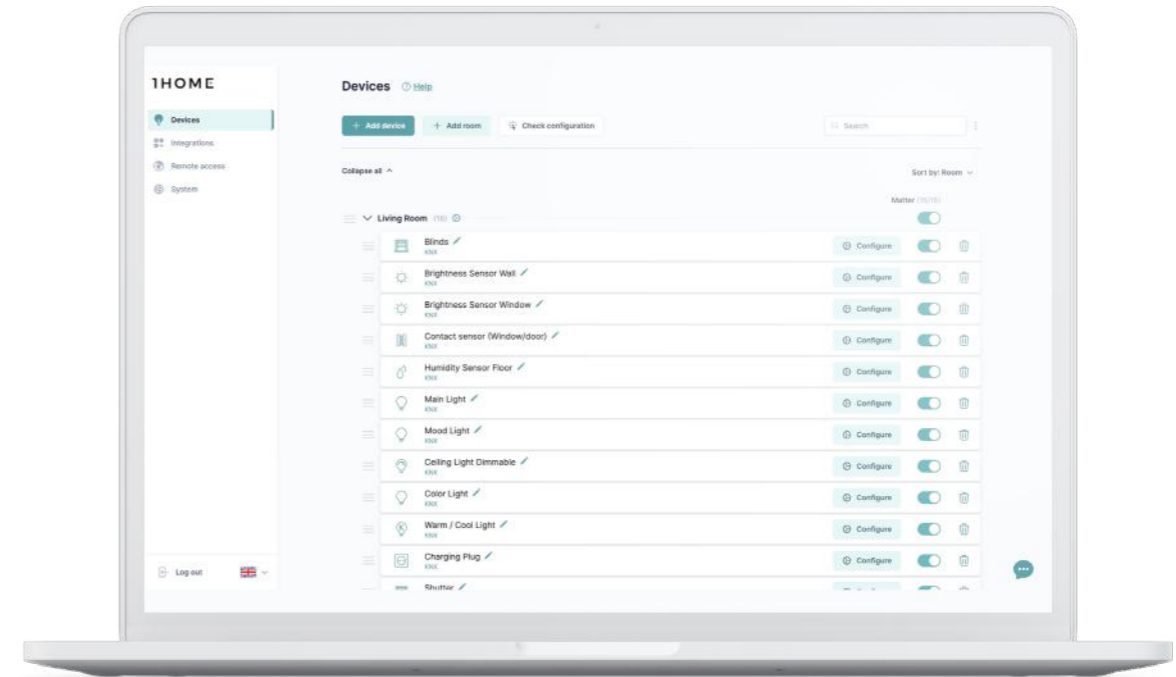 1HOME
Devices
Integrations
Remote access
System
Log out
Devices Help
+ Add device + Add room Check configuration
Search
Collapse all
Sort by: Room
Matter
Living Room
Blinds
KNX
Configure
Brightness Sensor Wall
KNX
Configure
Brightness Sensor Window
KNX
Configure
Contact sensor (Window/door)
KNX
Configure
Humidity Sensor Floor
KNX
Configure
Main Light
KNX
Configure
Mood Light
KNX
Configure
Ceiling Light Dimmable
KNX
Configure
Color Light
KNX
Configure
Warm / Cool Light
KNX
Configure
Charging Plug
KNX
Configure
Shutter